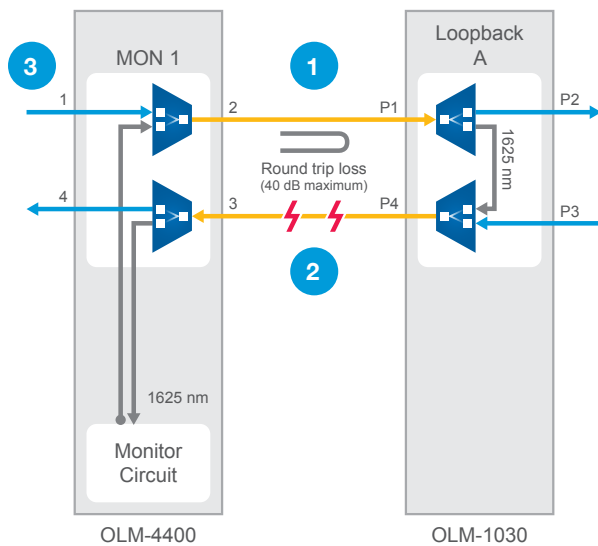 3
MON 1
1
Loopback
A
1
2
P1
P2
Round trip loss
(40 dB maximum)
1625 nm
4
3
P4
P3
2
1625 nm
Monitor
Circuit
OLM-4400
OLM-1030